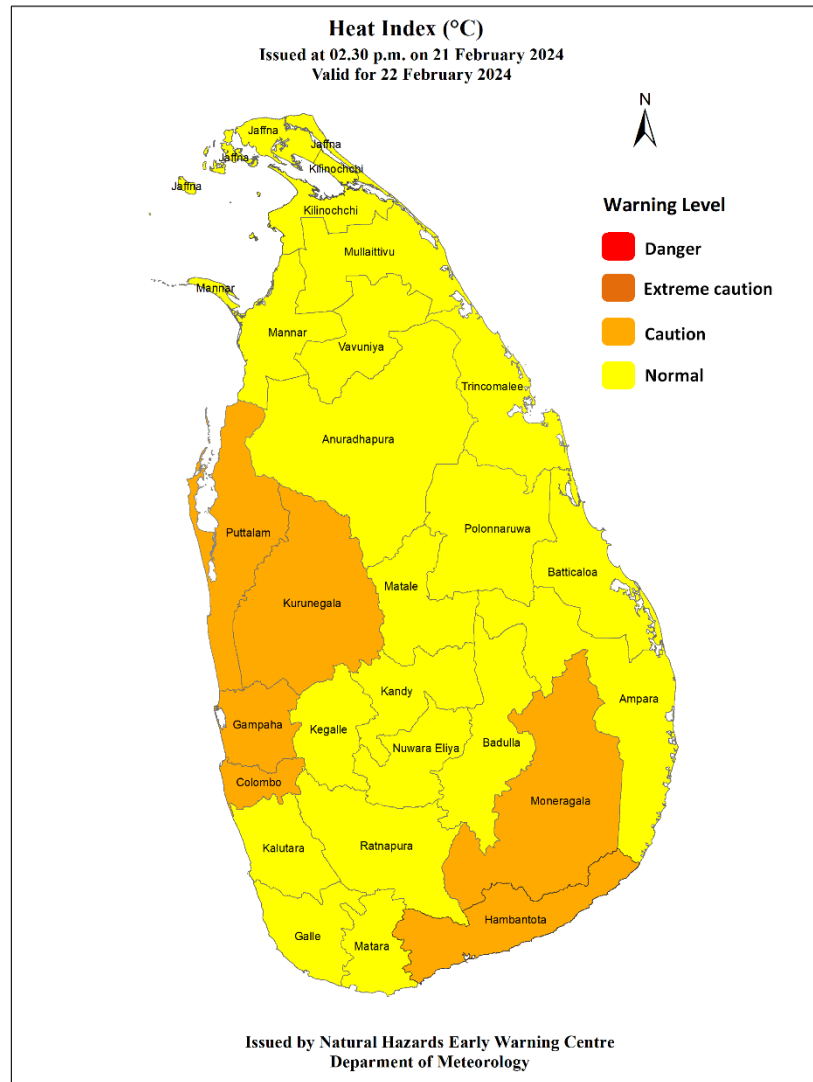 Heat Index (°C)
Issued at 02.30 p.m. on 21 February 2024
Valid for 22 February 2024
N
Jaffna
Jaffna
Jaffna
Kilinochchi
Jaffna
Kilinochchi
Warning Level
Danger
Extreme caution
Caution
Normal
Mullaittivu
Mannar
Mannar
Vavuniya
Trincomalee
Anuradhapura
Puttalam
Polonnaruwa
Batticaloa
Matale
Kurunegala
Kandy
Ampara
Gampaha
Kegalle
Nuwara Eliya
Badulla
Colombo
Moneragala
Kalutara
Ratnapura
Hambantota
Galle
Matara
Issued by Natural Hazards Early Warning Centre
Deparment of Meteorology